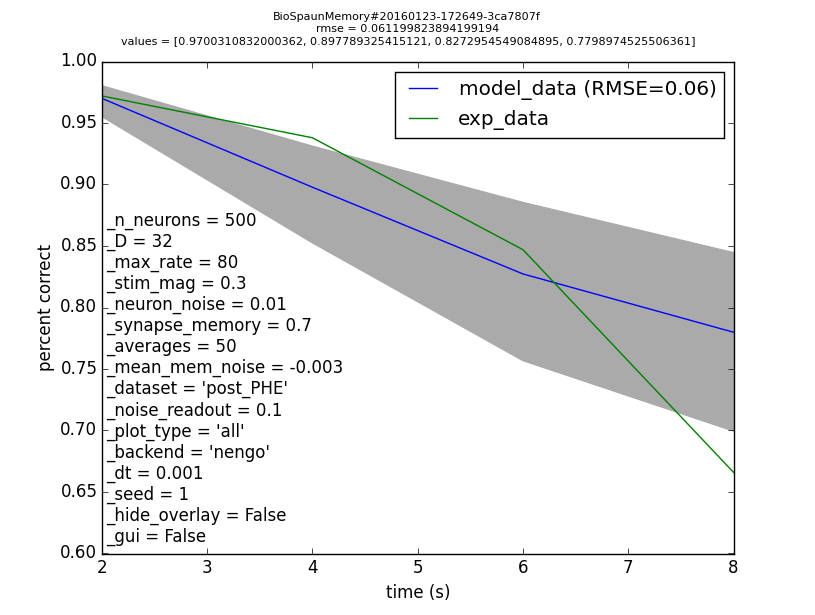 BioSpaunMemory#20160123-172649-3ca7807f
rmse = 0.061199823894199194
values = [0.9700310832000362, 0.897789325415121, 0.8272954549084895, 0.7798974525506361]
1.00
0.95
0.90
0.85
0.80
0.75
0.70
0.65
0.60
percent correct
model_data (RMSE=0.06)
exp_data
_n_neurons = 500
_D = 32
_max_rate = 80
_stim_mag = 0.3
_neuron_noise = 0.01
_synapse_memory = 0.7
_averages = 50
_mean_mem_noise = -0.003
_dataset = 'post_PHE'
_noise_readout = 0.1
_plot_type = 'all'
_backend = 'nengo'
_dt = 0.001
_seed = 1
_hide_overlay = False
_gui = False
2 3 4 5 6 7 8
time (s)